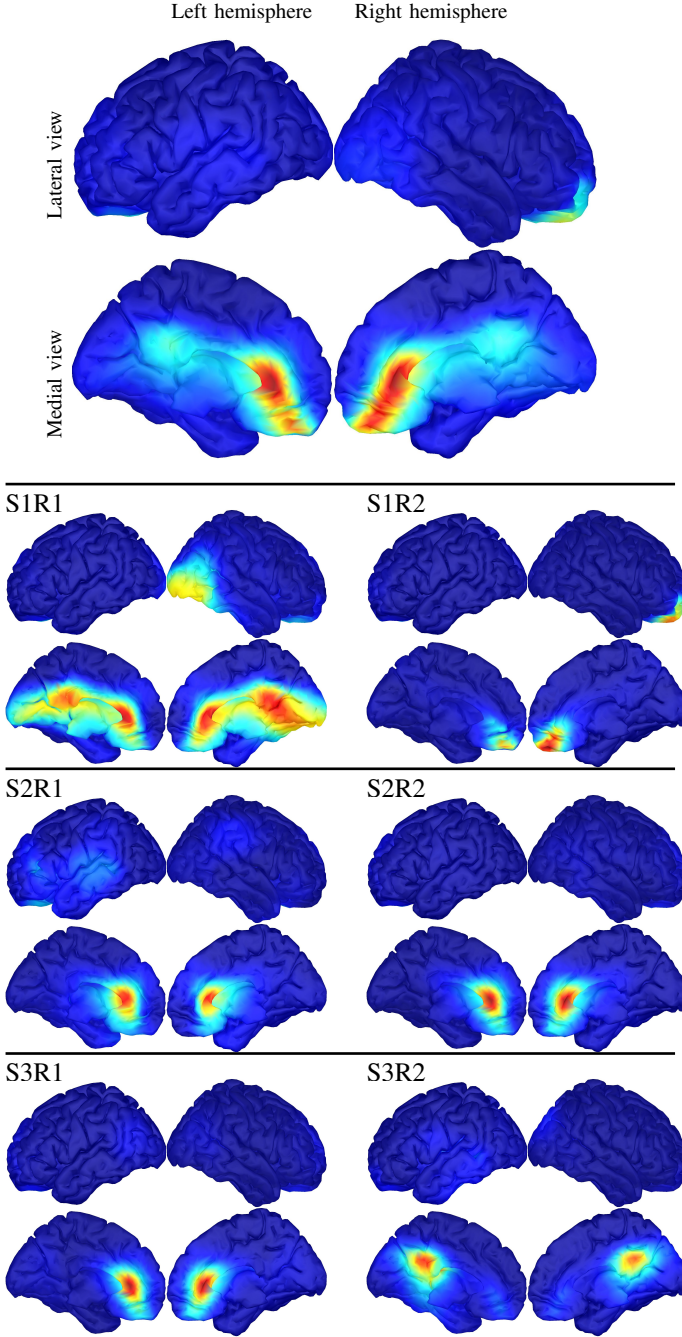 Left hemisphere Right hemisphere
Lateral view
Medial view
S1R1 S1R2
S2R1 S2R2
S3R1 S3R2